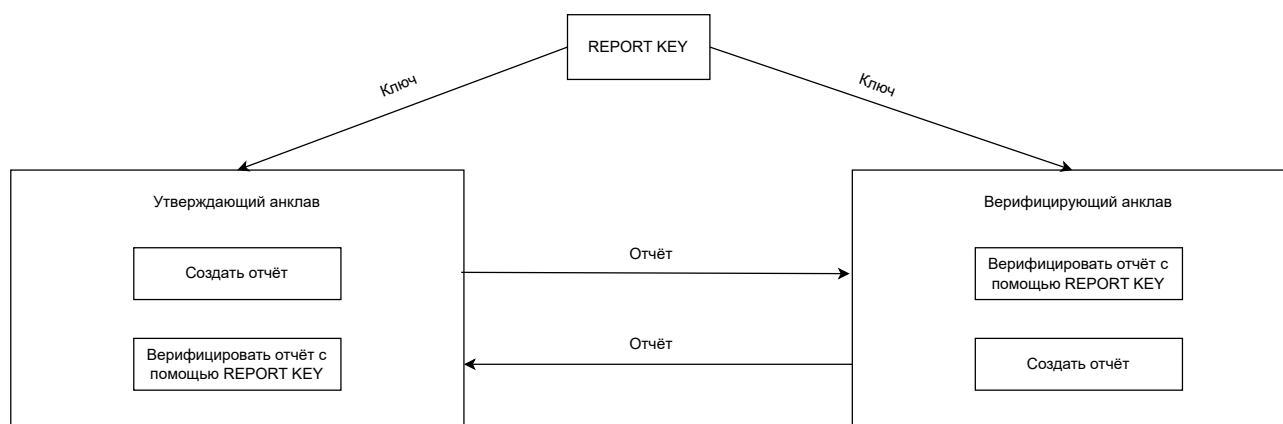 REPORT KEY
Ключ
Ключ
Утверждающий анклав
Верифицирующий анклав
Создать отчёт
Отчёт
Верифицировать отчёт с
помощью REPORT KEY
Верифицировать отчёт с
помощью REPORT KEY
Отчёт
Создать отчёт